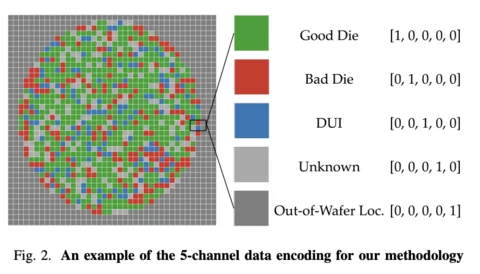 Good Die [1, 0, 0, 0, 0]
Bad Die [0, 1, 0, 0, 0]
DUI [0, 0, 1, 0, 0]
Unknown [0, 0, 0, 1, 0]
Out-of-Wafer Loc. [0, 0, 0, 0, 1]
Fig. 2. An example of the 5-channel data encoding for our methodology